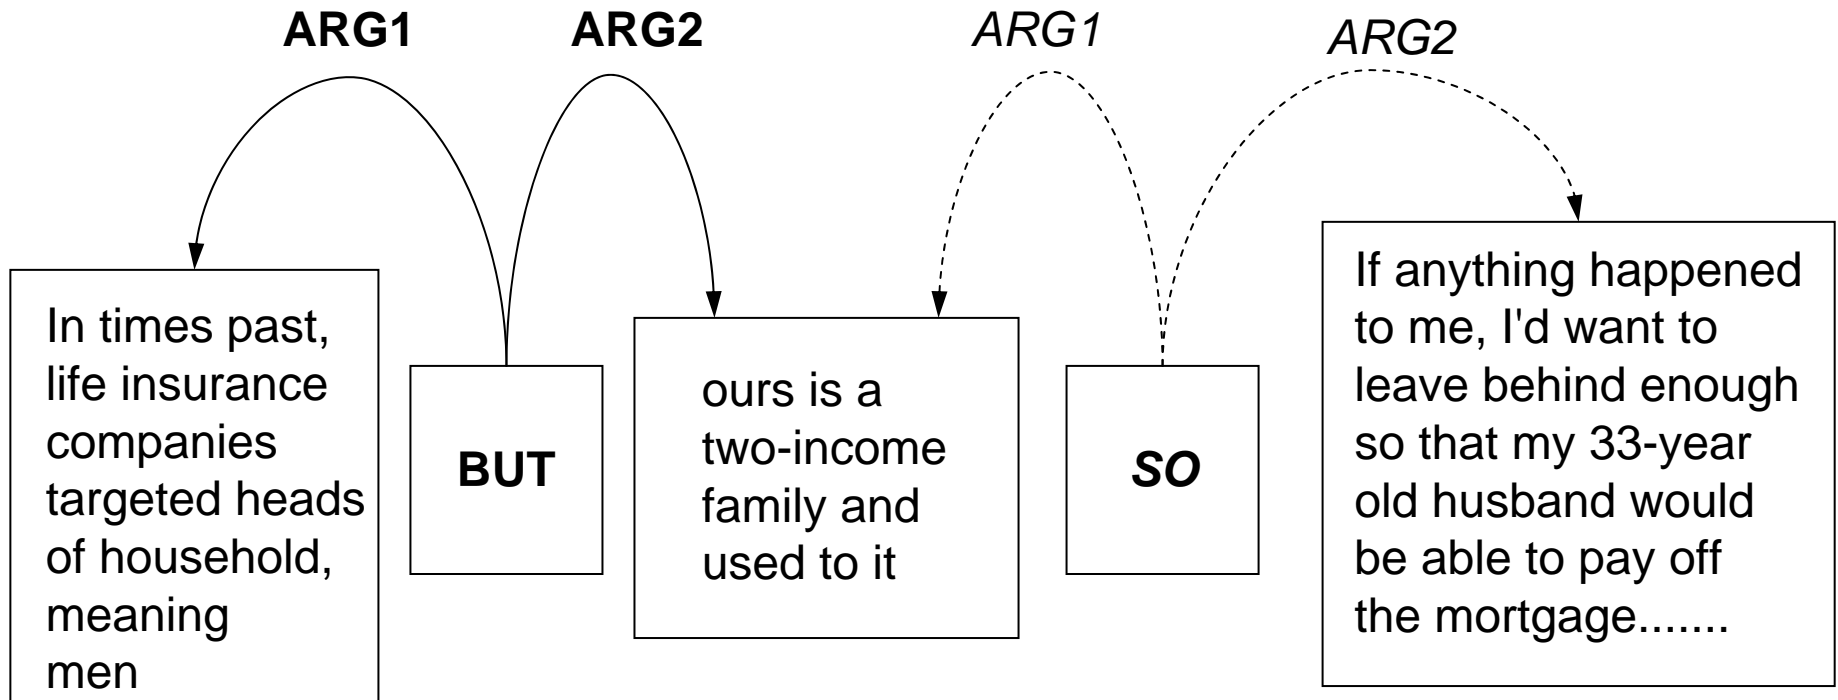 ARG1 ARG2 ARG1 ARG2
In times past,
life insurance
companies
targeted heads
of household,
meaning
men
BUT
ours is a
two-income
family and
used to it
SO
If anything happened
to me, I'd want to
leave behind enough
so that my 33-year
old husband would
be able to pay off
the mortgage.......